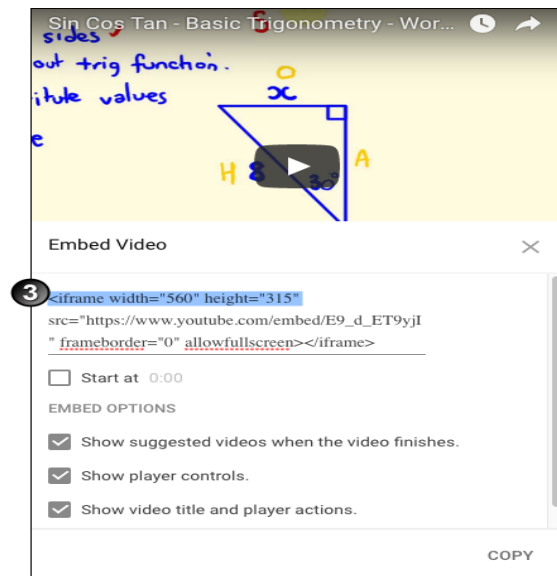 Sin Cos Tan - Basic Trigonometry - Wor...
sides
out trig function.
itute values
e
O
x
H 8
30°
A
Embed Video
3
<iframe width="560" height="315"
src="https://www.youtube.com/embed/E9_d_ET9yjI
" frameborder="0" allowfullscreen></iframe>
Start at 0:00
EMBED OPTIONS
Show suggested videos when the video finishes.
Show player controls.
Show video title and player actions.
COPY